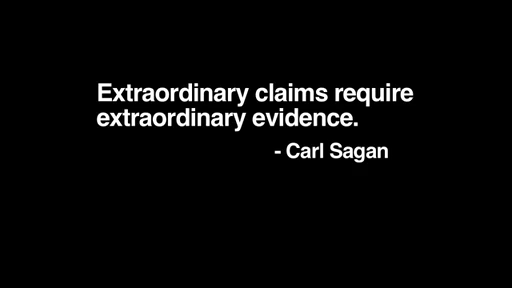 Extraordinary claims require
extraordinary evidence.
- Carl Sagan